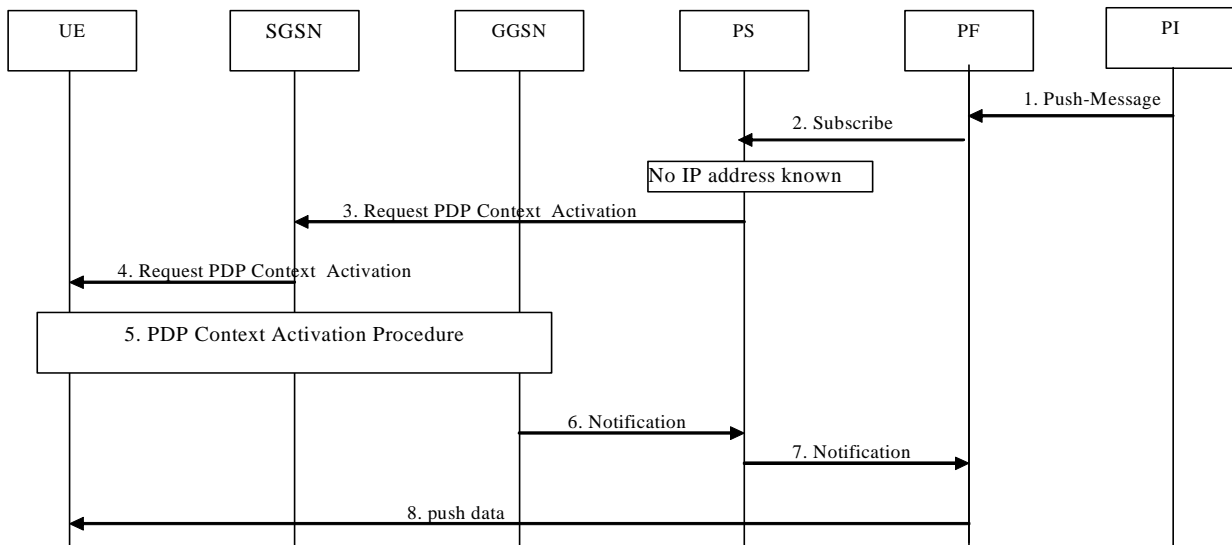 UE
SGSN
GGSN
PS
PF
PI
1. Push-Message
2. Subscribe
No IP address known
3. Request PDP Context Activation
4. Request PDP Context Activation
5. PDP Context Activation Procedure
6. Notification
7. Notification
8. push data